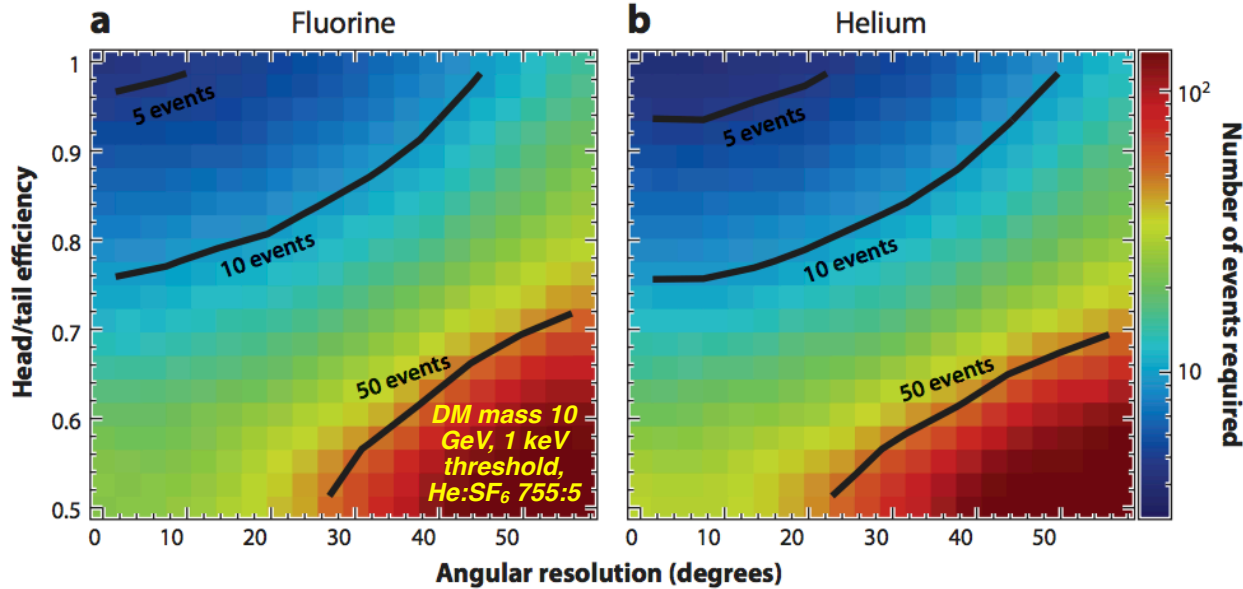 a
Fluorine
b
Helium
Head/tail efficiency
1
0.9
0.8
0.7
0.6
0.5
5 events
10 events
50 events
DM mass 10
GeV, 1 keV
threshold,
He:SF₆ 755:5
0 10 20 30 40 50
5 events
10 events
50 events
0 10 20 30 40 50
Angular resolution (degrees)
10²
10
Number of events required